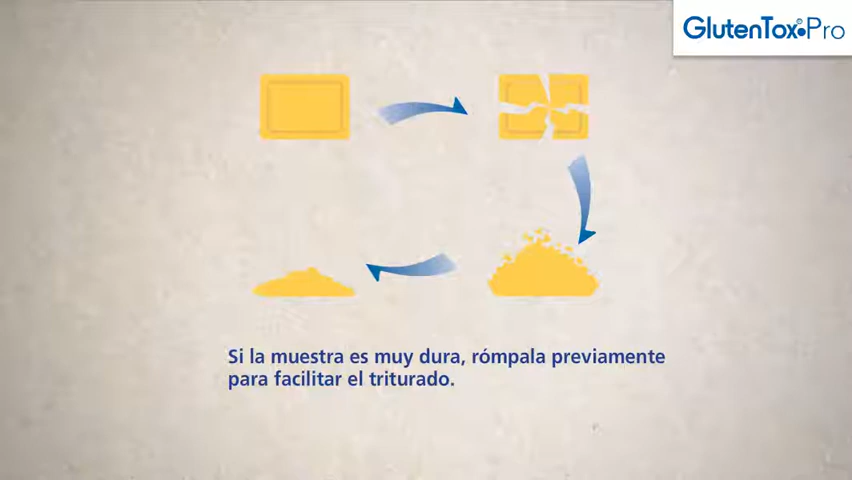 GlutenTox Pro
Si la muestra es muy dura, rómpala previamente
para facilitar el triturado.